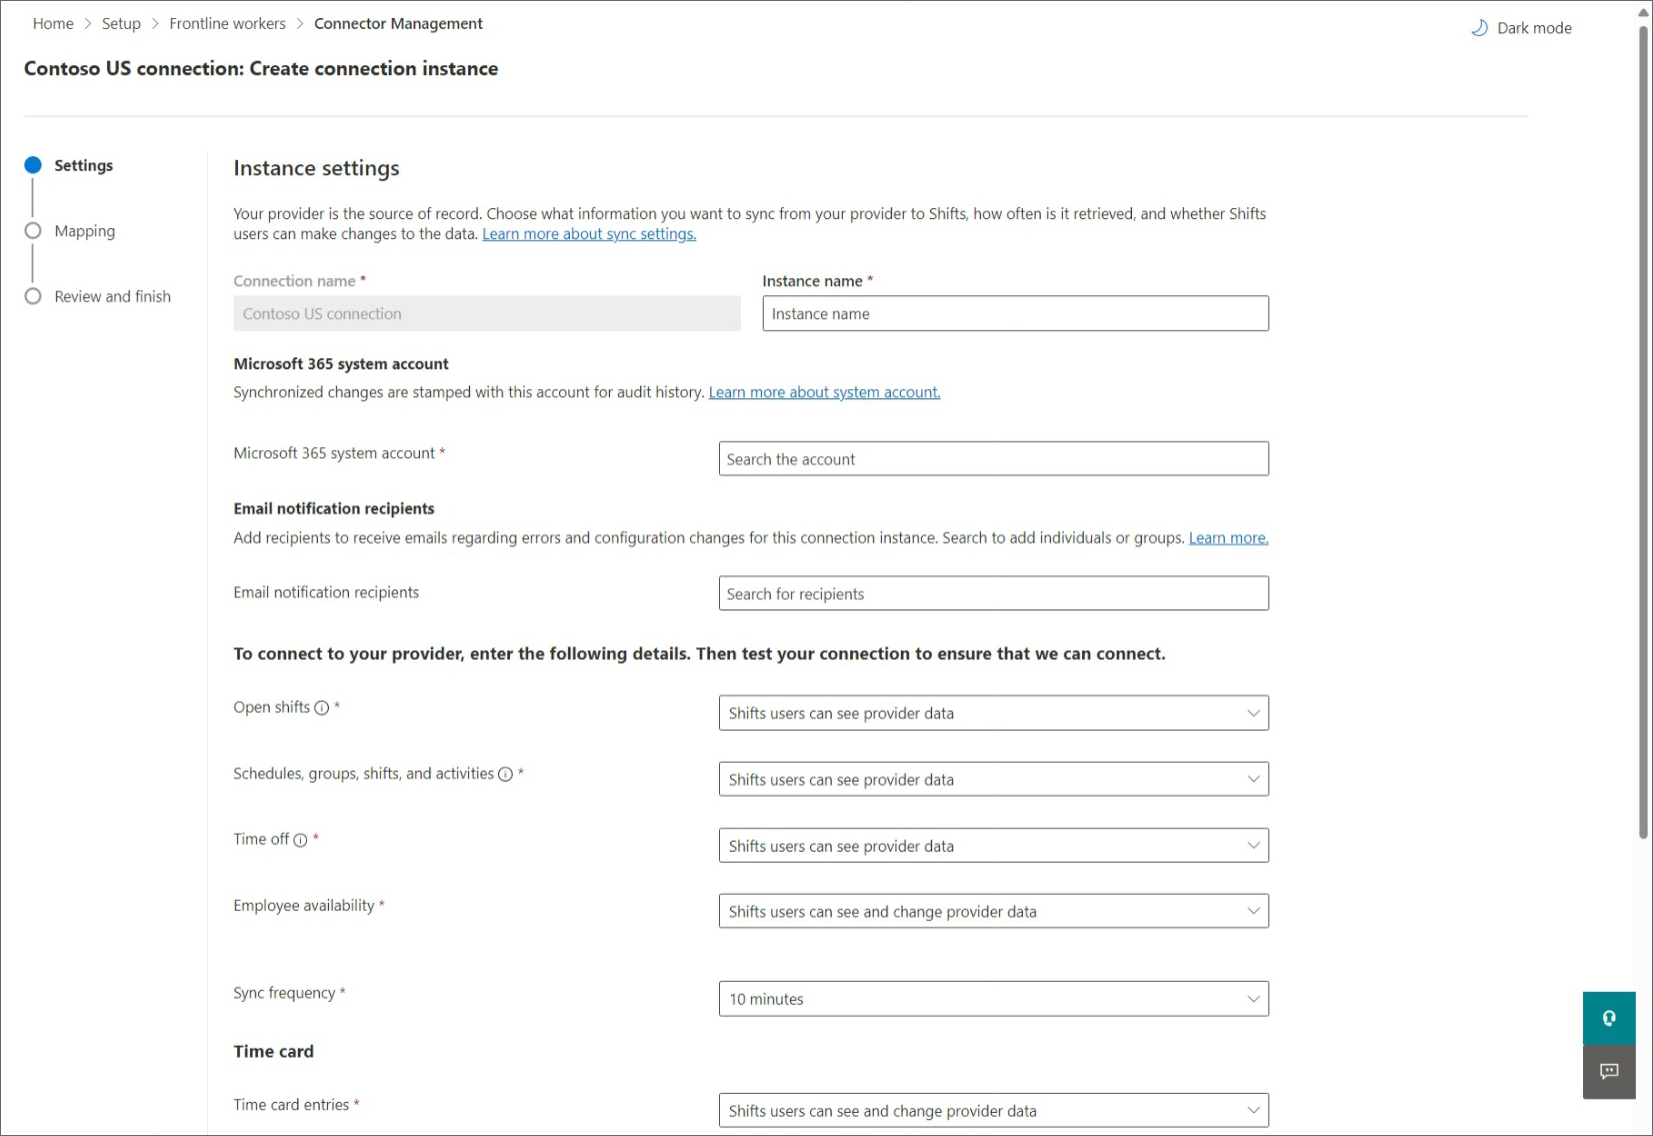 Home > Setup > Frontline workers > Connector Management
Dark mode
Contoso US connection: Create connection instance
Settings
Mapping
Review and finish
Instance settings
Your provider is the source of record. Choose what information you want to sync from your provider to Shifts, how often is it retrieved, and whether Shifts
users can make changes to the data. Learn more about sync settings.
Connection name *
Contoso US connection
Instance name *
Instance name
Microsoft 365 system account
Synchronized changes are stamped with this account for audit history. Learn more about system account.
Microsoft 365 system account *
Search the account
Email notification recipients
Add recipients to receive emails regarding errors and configuration changes for this connection instance. Search to add individuals or groups. Learn more.
Email notification recipients
Search for recipients
To connect to your provider, enter the following details. Then test your connection to ensure that we can connect.
Open shifts *
Shifts users can see provider data
Schedules, groups, shifts, and activities *
Shifts users can see provider data
Time off *
Shifts users can see provider data
Employee availability *
Shifts users can see and change provider data
Sync frequency *
10 minutes
Time card
Time card entries *
Shifts users can see and change provider data